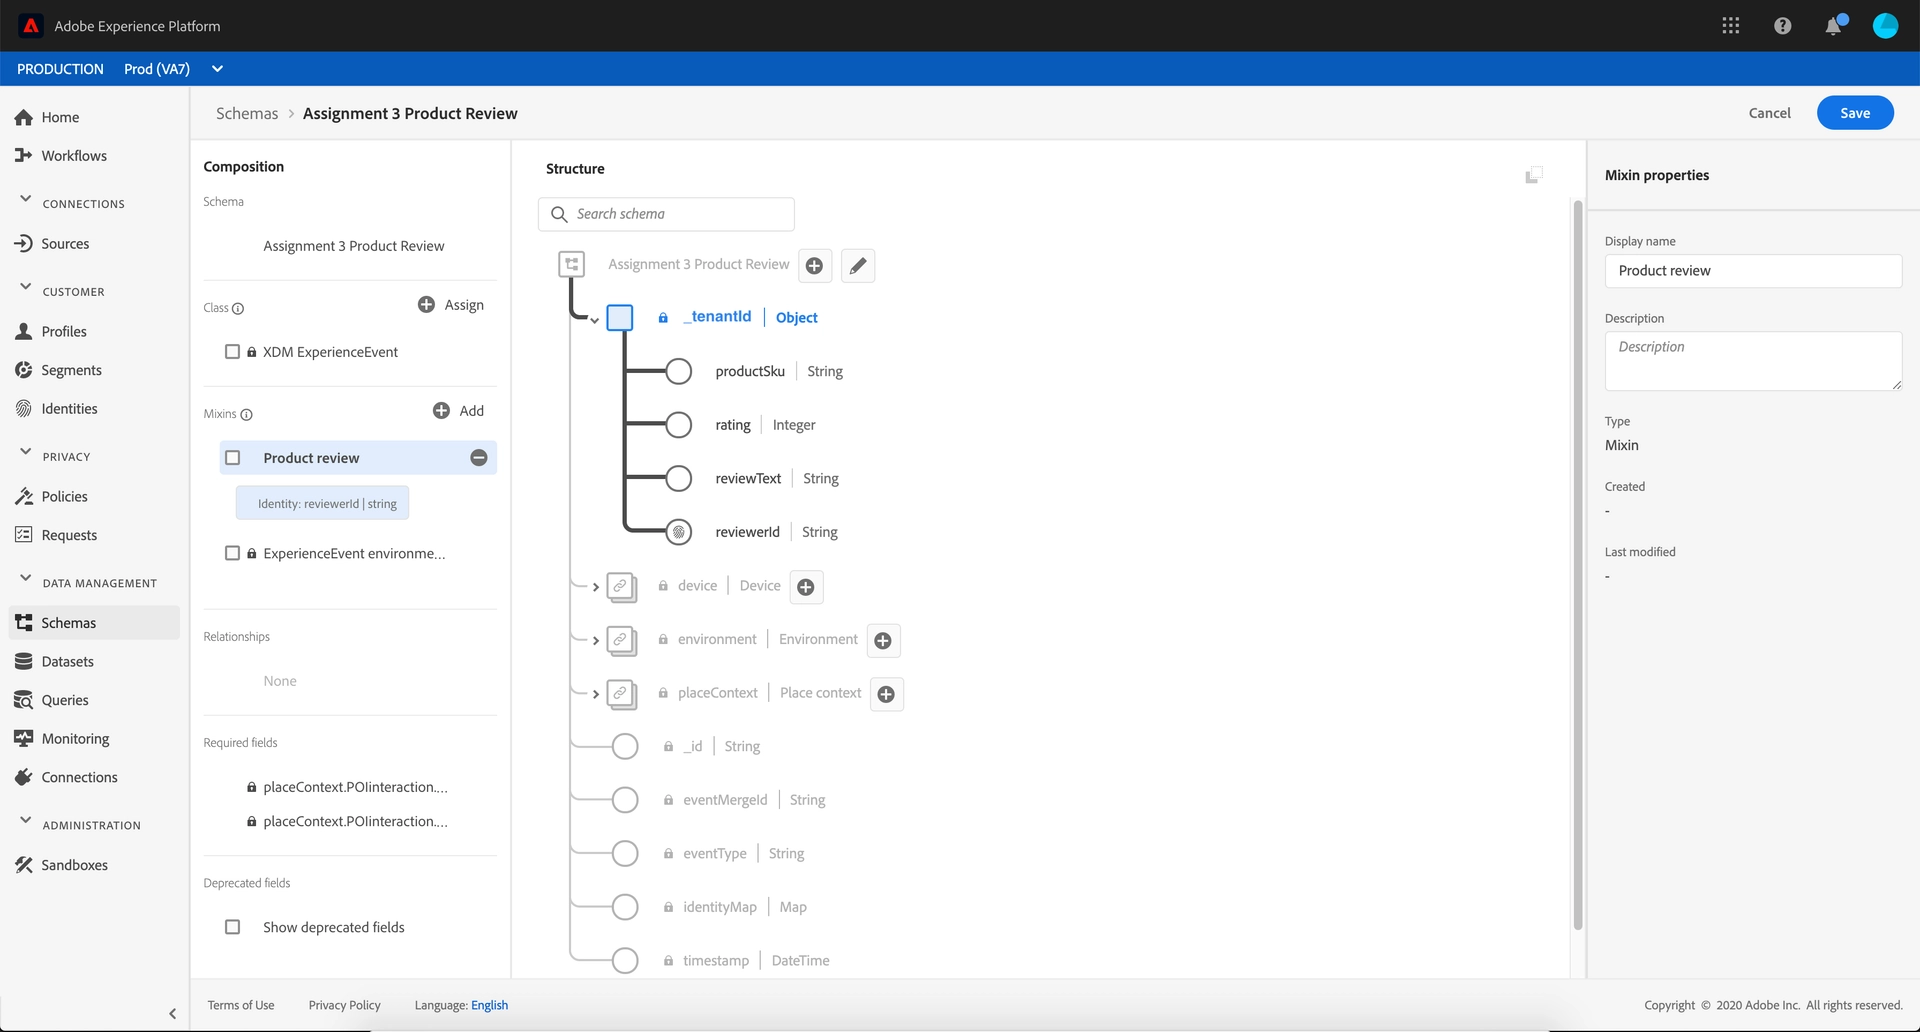 Adobe Experience Platform
PRODUCTION Prod (VA7)
Home
Workflows
CONNECTIONS
Sources
CUSTOMER
Profiles
Segments
Identities
PRIVACY
Policies
Requests
DATA MANAGEMENT
Schemas
Datasets
Queries
Monitoring
Connections
ADMINISTRATION
Sandboxes
Schemas > Assignment 3 Product Review
Cancel
Save
Composition
Schema
Assignment 3 Product Review
Class
Assign
XDM ExperienceEvent
Mixins
Add
Product review
Identity: reviewerId | string
ExperienceEvent environme...
Relationships
None
Required fields
placeContext.POIinteraction....
placeContext.POIinteraction....
Deprecated fields
Show deprecated fields
Structure
Search schema
Assignment 3 Product Review
_tenantId | Object
productSku | String
rating | Integer
reviewText | String
reviewerId | String
device | Device
environment | Environment
placeContext | Place context
_id | String
eventMergeId | String
eventType | String
identityMap | Map
timestamp | DateTime
Mixin properties
Display name
Product review
Description
Description
Type
Mixin
Created
-
Last modified
-
Terms of Use
Privacy Policy
Language: English
Copyright © 2020 Adobe Inc. All rights reserved.